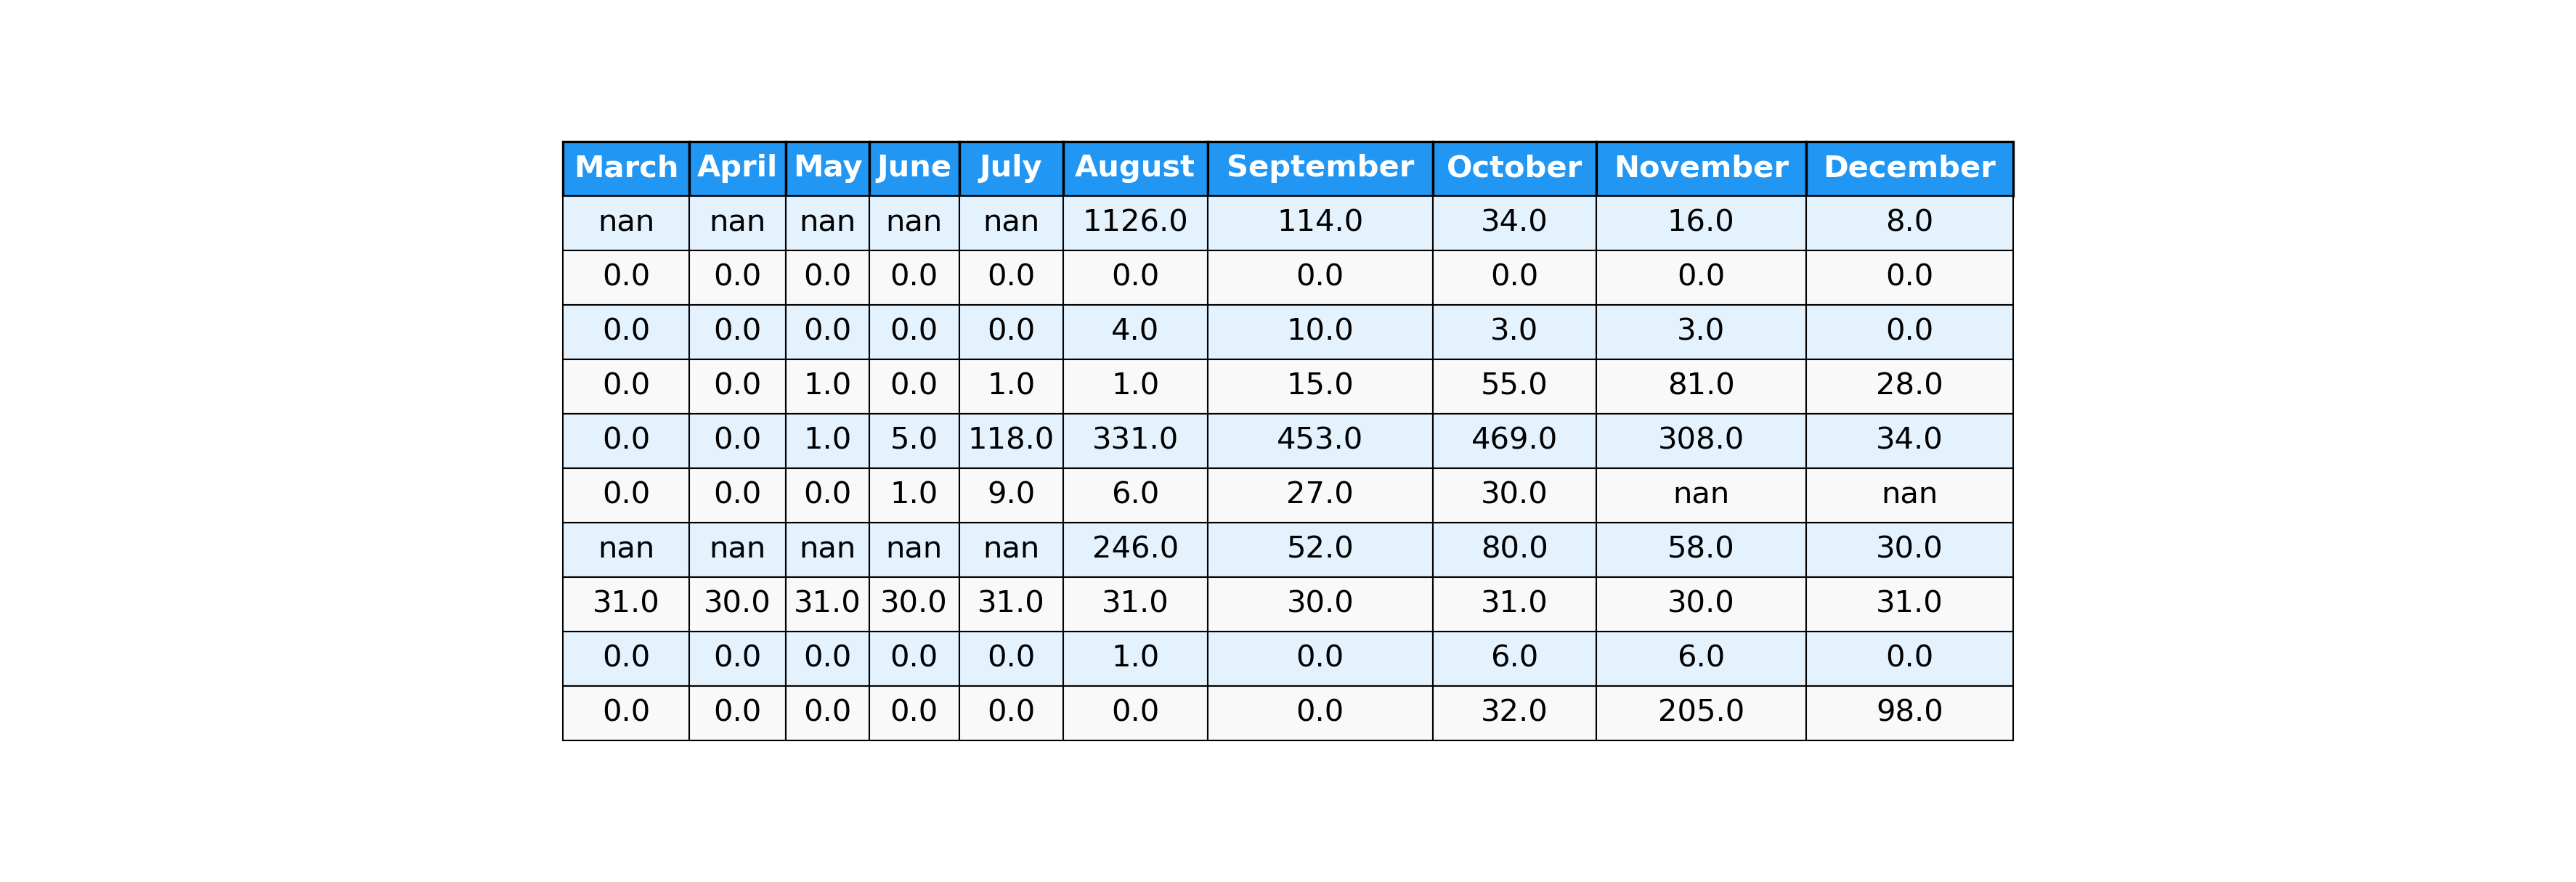 March April May June July August September October November December
nan nan nan nan nan 1126.0 114.0 34.0 16.0 8.0
0.0 0.0 0.0 0.0 0.0 0.0 0.0 0.0 0.0 0.0
0.0 0.0 0.0 0.0 0.0 4.0 10.0 3.0 3.0 0.0
0.0 0.0 1.0 0.0 1.0 1.0 15.0 55.0 81.0 28.0
0.0 0.0 1.0 5.0 118.0 331.0 453.0 469.0 308.0 34.0
0.0 0.0 0.0 1.0 9.0 6.0 27.0 30.0 nan nan
nan nan nan nan nan 246.0 52.0 80.0 58.0 30.0
31.0 30.0 31.0 30.0 31.0 31.0 30.0 31.0 30.0 31.0
0.0 0.0 0.0 0.0 0.0 1.0 0.0 6.0 6.0 0.0
0.0 0.0 0.0 0.0 0.0 0.0 0.0 32.0 205.0 98.0